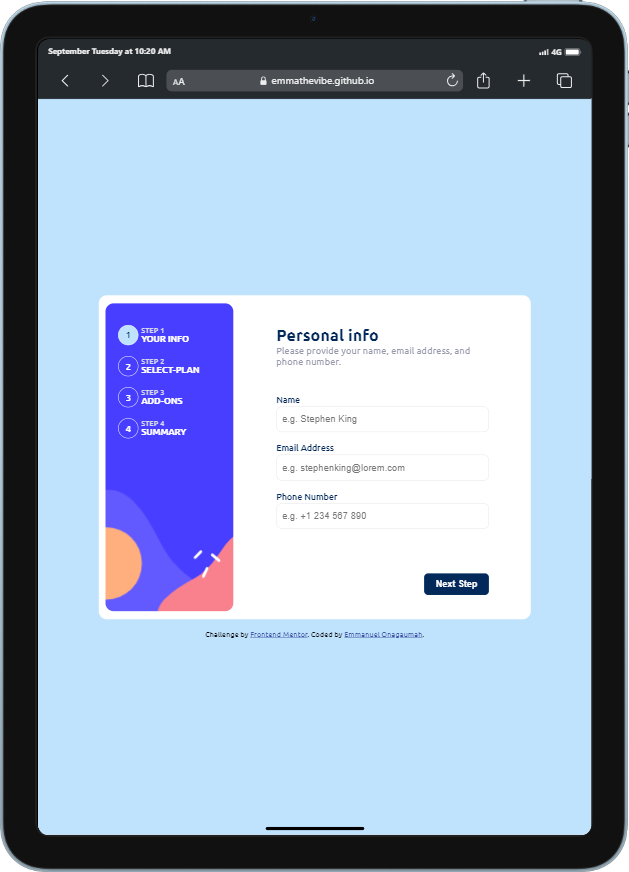 September Tuesday at 10:20 AM
4G
AA
emmathevibe.github.io
1
STEP 1
YOUR INFO
2
STEP 2
SELECT-PLAN
3
STEP 3
ADD-ONS
4
STEP 4
SUMMARY
Personal info
Please provide your name, email address, and
phone number.
Name
e.g. Stephen King
Email Address
e.g. stephenking@lorem.com
Phone Number
e.g. +1 234 567 890
Next Step
Challenge by Frontend Mentor. Coded by Emmanuel Onagaumah.